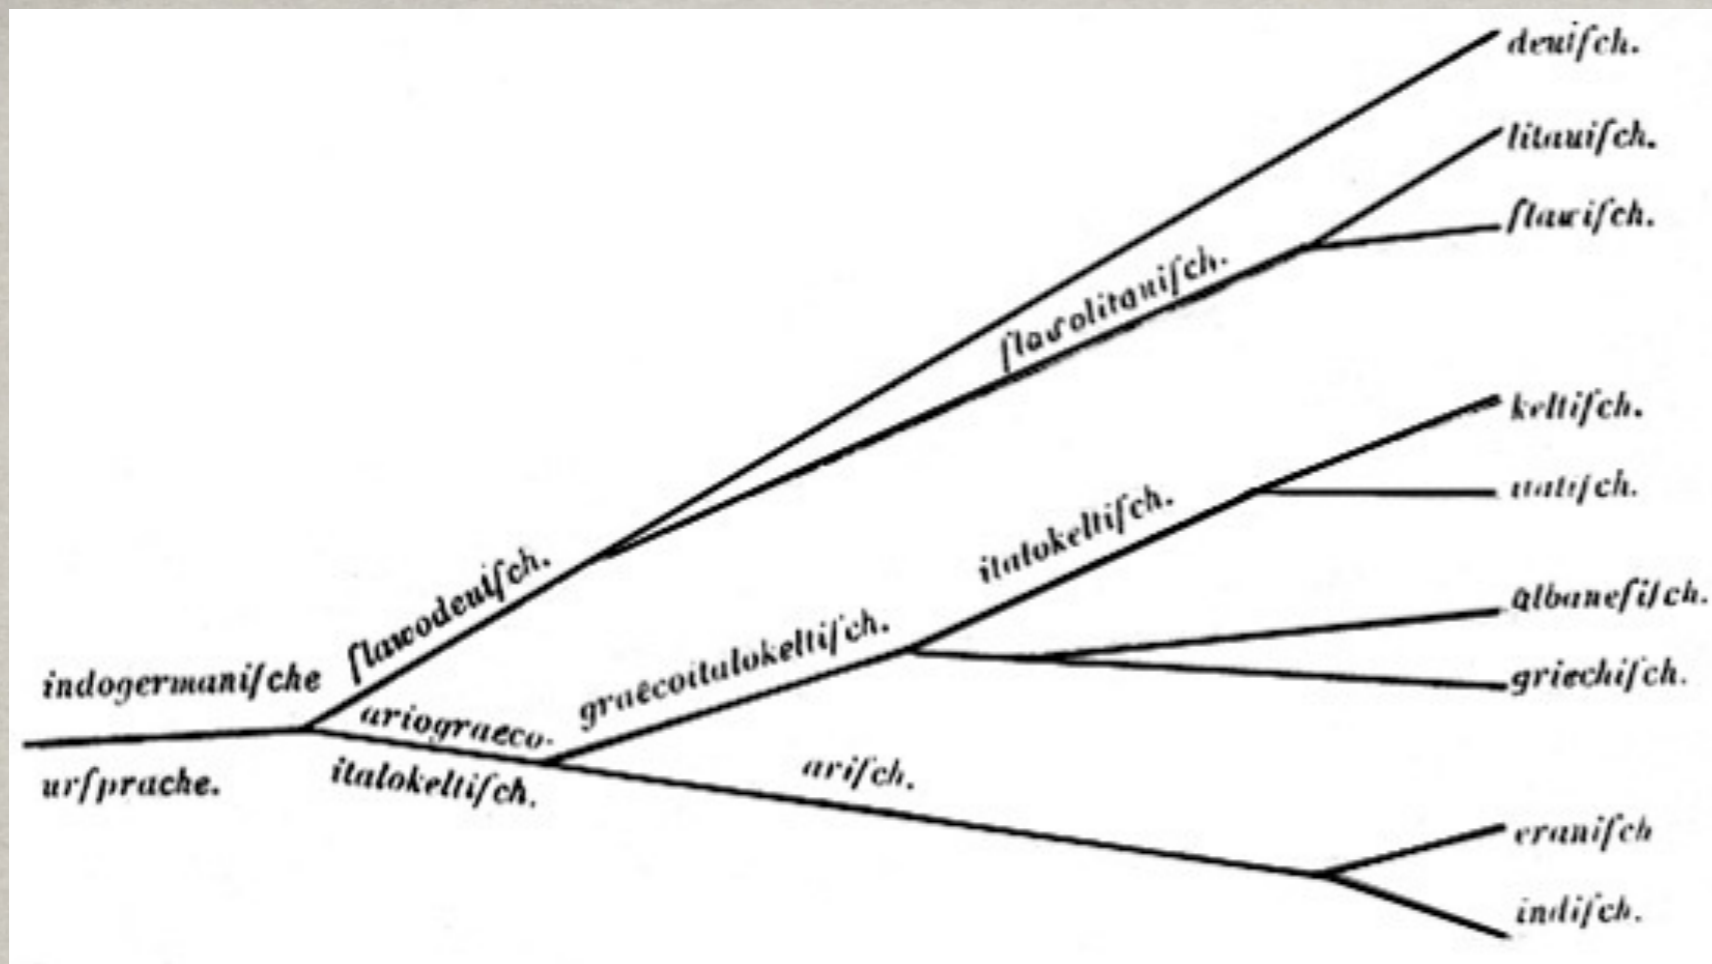 deutſch.
litauiſch.
ſlawiſch.
ſlawolitauiſch.
keltiſch.
italiſch.
italokeltiſch.
albaneſiſch.
ſlawodeutſch.
graecoitalokeltiſch.
griechiſch.
indogermaniſche
urſprache.
ariograeco-
italokeltiſch.
ariſch.
eraniſch
indiſch.